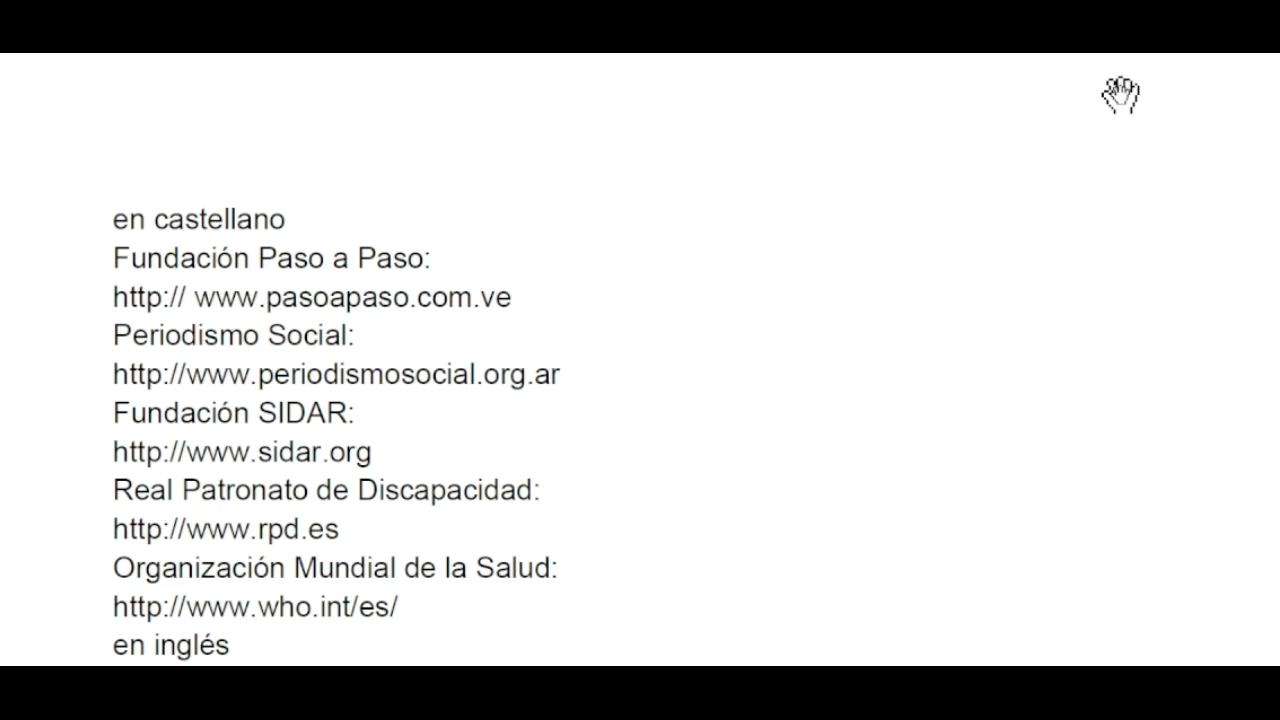 en castellano
Fundación Paso a Paso:
http:// www.pasoapaso.com.ve
Periodismo Social:
http://www.periodismosocial.org.ar
Fundación SIDAR:
http://www.sidar.org
Real Patronato de Discapacidad:
http://www.rpd.es
Organización Mundial de la Salud:
http://www.who.int/es/
en inglés